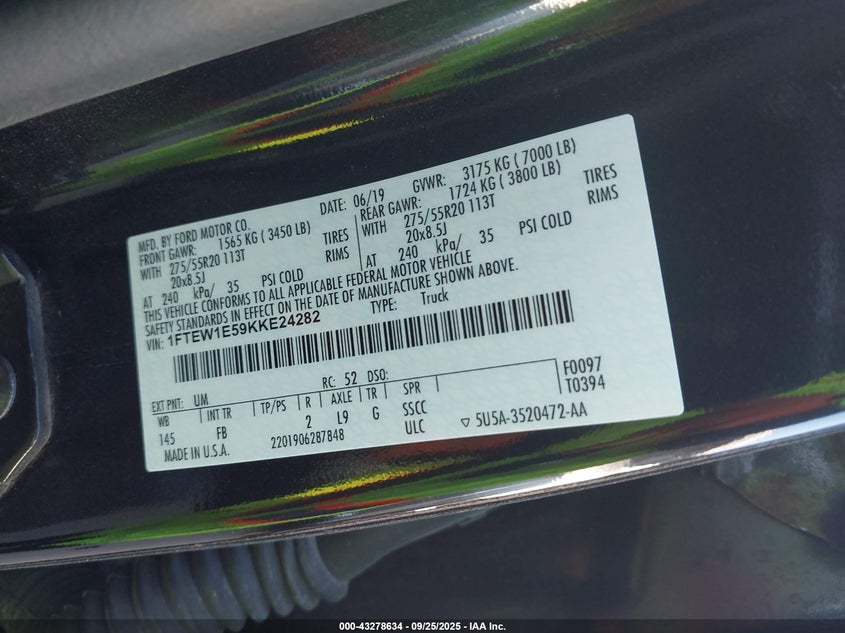 MFD. BY FORD MOTOR CO. DATE: 06/19 GVWR: 3175 KG ( 7000 LB)
FRONT GAWR: 1565 KG ( 3450 LB) REAR GAWR: 1724 KG ( 3800 LB)
WITH 275/55R20 113T TIRES WITH 275/55R20 113T TIRES
20x8.5J RIMS 20x8.5J RIMS
AT 240 kPa/ 35 PSI COLD AT 240 kPa/ 35 PSI COLD
THIS VEHICLE CONFORMS TO ALL APPLICABLE FEDERAL MOTOR VEHICLE
SAFETY STANDARDS IN EFFECT ON THE DATE OF MANUFACTURE SHOWN ABOVE.
VIN: 1FTEW1E59KKE24282 TYPE: Truck
EXT PNT: UM RC: 52 DSO: F0097
WB INT TR TP/PS R AXLE TR SPR T0394
145 FB 2 L9 G SSCC
MADE IN U.S.A. 2201906287848 ULC ▽ 5U5A-3520472-AA
000-43278634 - 09/25/2025 - IAA Inc.